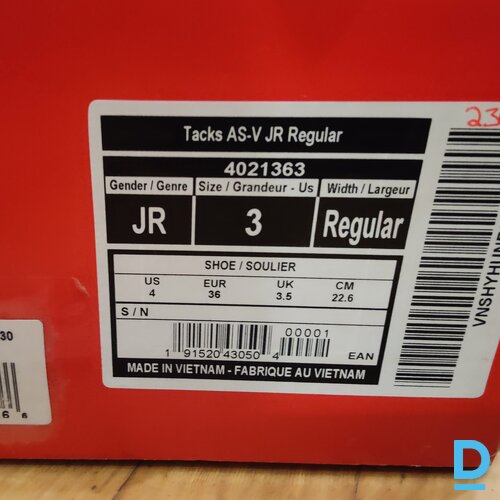 Tacks AS-V JR Regular
4021363
Gender / Genre Size / Grandeur - Us Width / Largeur
JR 3 Regular
SHOE / SOULIER
US EUR UK CM
4 36 3.5 22.6
S / N
00001
1 91520 43050 4 EAN
MADE IN VIETNAM - FABRIQUE AU VIETNAM
30
6 6
D